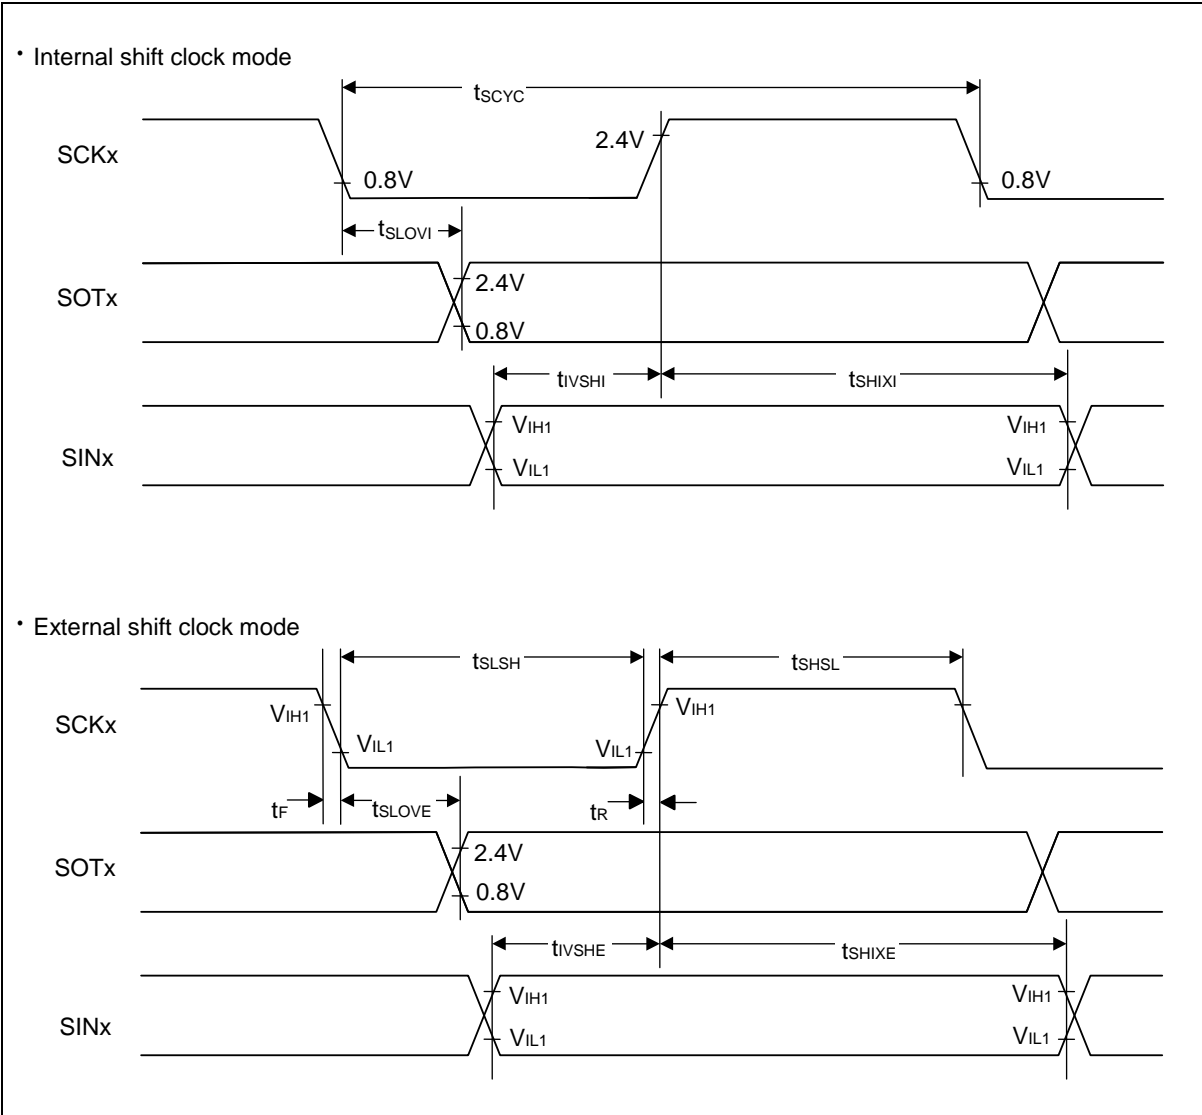 ・Internal shift clock mode
tSCYC
SCKx
2.4V
0.8V
0.8V
tSLOVI
SOTx
2.4V
0.8V
tIVSHI
tSHIXI
VIH1
VIH1
SINx
VIL1
VIL1
・External shift clock mode
tSLSH
tSHSL
SCKx
VIH1
VIH1
VIL1
VIL1
tF
tSLOVE
tR
SOTx
2.4V
0.8V
tIVSHE
tSHIXE
VIH1
VIH1
SINx
VIL1
VIL1